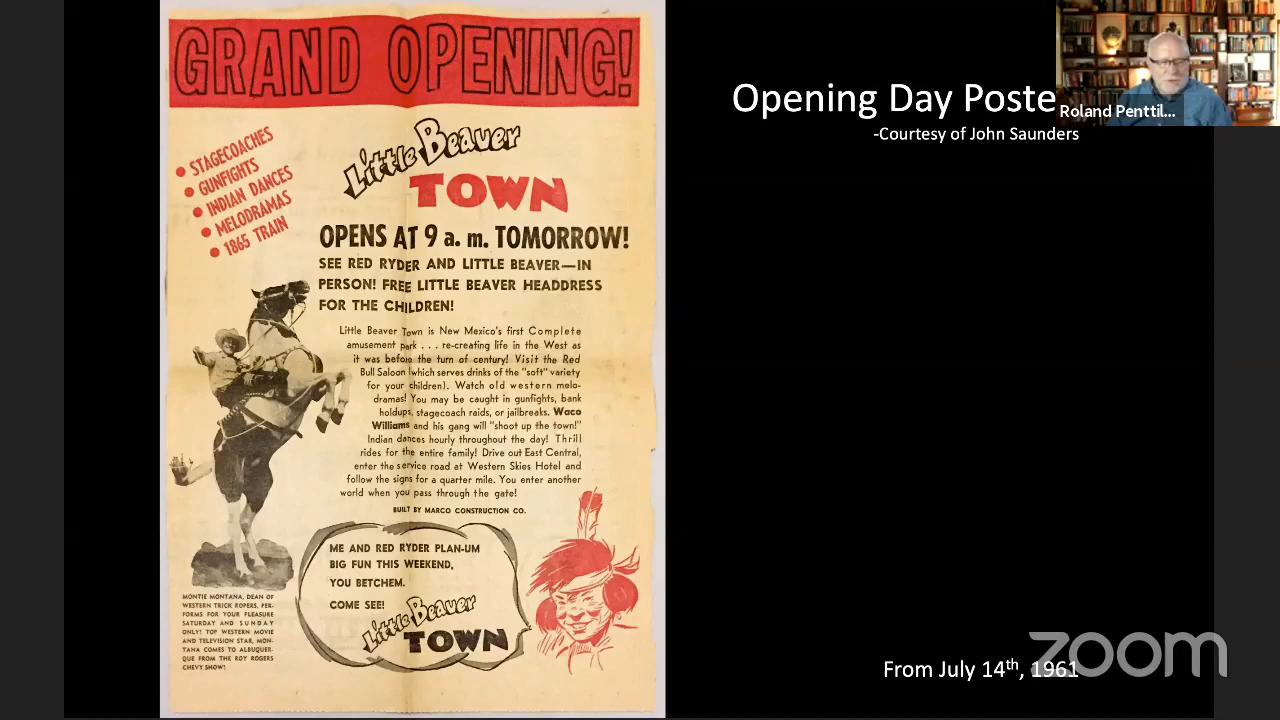 GRAND OPENING!
• STAGECOACHES
• GUNFIGHTS
• INDIAN DANCES
• MELODRAMAS
• 1865 TRAIN
Little Beaver
TOWN
OPENS AT 9 a. m. TOMORROW!
SEE RED RYDER AND LITTLE BEAVER—IN
PERSON! FREE LITTLE BEAVER HEADDRESS
FOR THE CHILDREN!
Little Beaver Town is New Mexico's first Complete
amusement park . . . re-creating life in the West as
it was before the turn of century! Visit the Red
Bull Saloon (which serves drinks of the "soft" variety
for your children). Watch old western melo-
dramas! You may be caught in gunfights, bank
holdups, stagecoach raids, or jailbreaks. Waco
Williams and his gang will "shoot up the town!"
Indian dances hourly throughout the day! Thrill
rides for the entire family! Drive out East Central,
enter the service road at Western Skies Hotel and
follow the signs for a quarter mile. You enter another
world when you pass through the gate!
BUILT BY MARCO CONSTRUCTION CO.
ME AND RED RYDER PLAN-UM
BIG FUN THIS WEEKEND,
YOU BETCHEM.
COME SEE!
Little Beaver
TOWN
MONTIE MONTANA, DEAN OF
WESTERN TRICK ROPERS, PER-
FORMS FOR YOUR PLEASURE
SATURDAY AND SUNDAY
ONLY! TOP WESTERN MOVIE
AND TELEVISION STAR, MON-
TANA COMES TO ALBUQUER-
QUE FROM THE ROY ROGERS
CHEVY SHOW!
Opening Day Poste
-Courtesy of John Saunders
Roland Penttil...
From July 14th, 1961
zoom